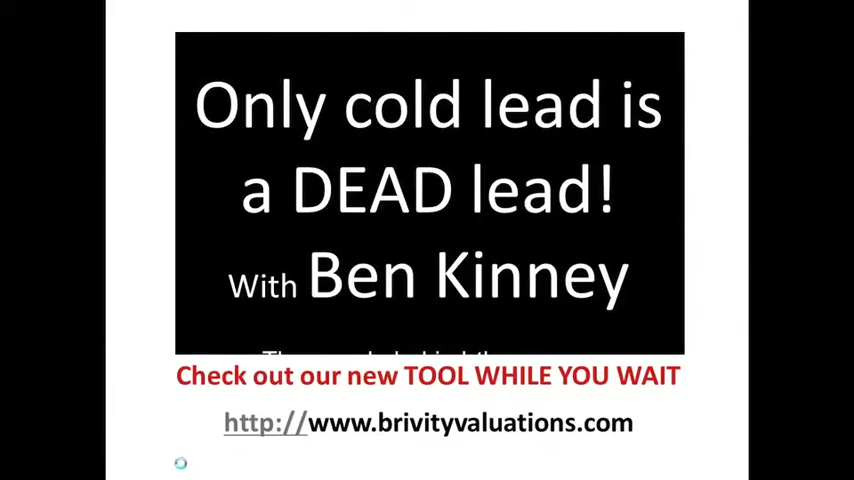 Only cold lead is
a DEAD lead!
With Ben Kinney
Check out our new TOOL WHILE YOU WAIT
http://www.brivityvaluations.com